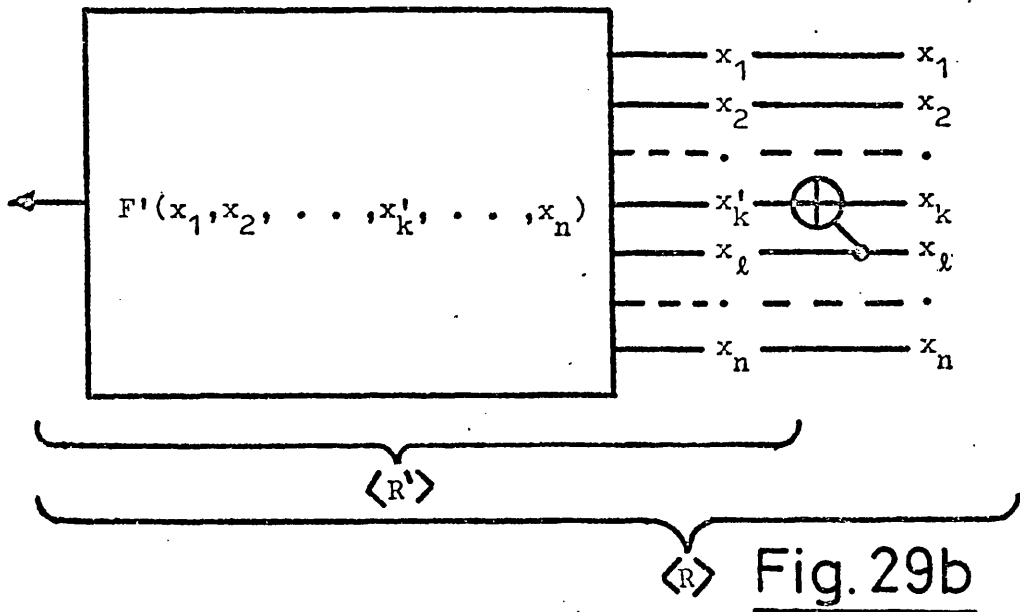 x₁ x₁
x₂ x₂
. .
F'(x₁,x₂, . . . ,x'ₖ, . . . ,xₙ) x'ₖ xₖ
xℓ xℓ
. .
xₙ xₙ
⟨R'⟩
⟨R⟩
Fig. 29b